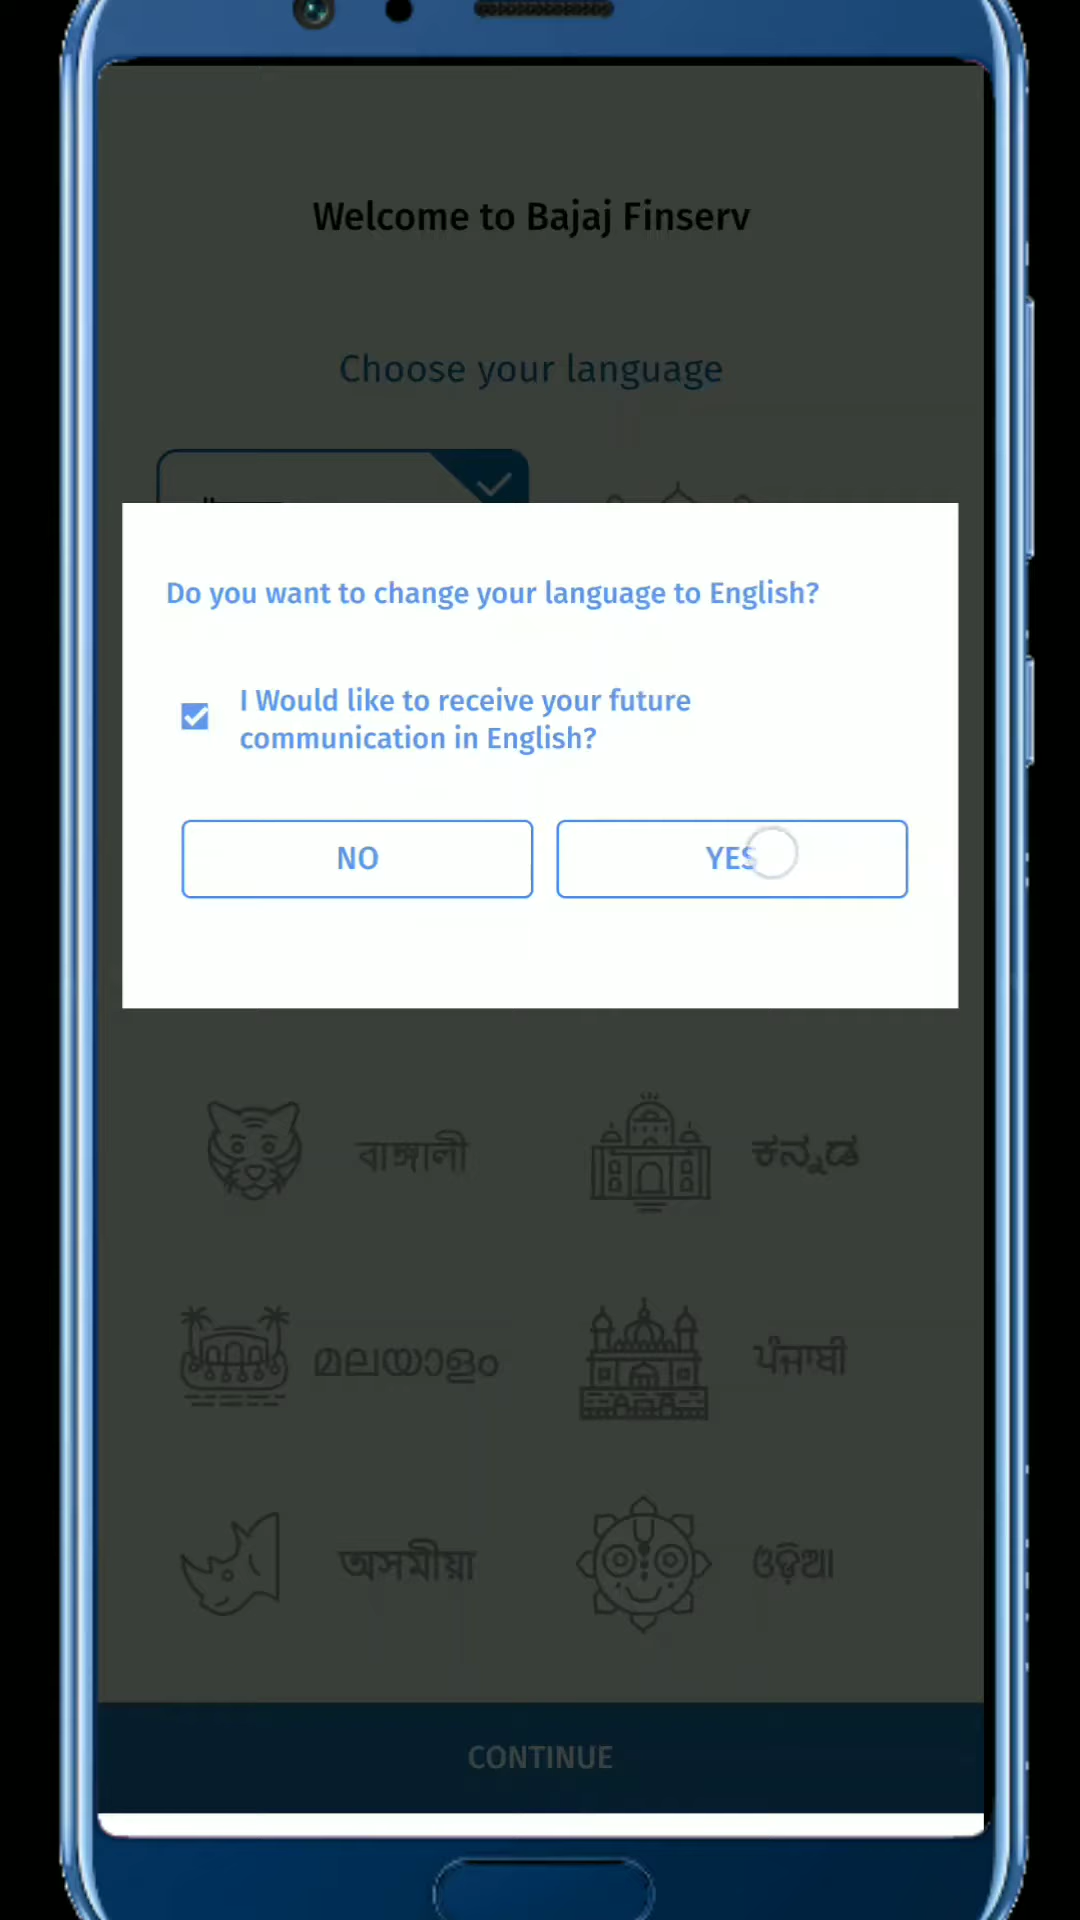 Welcome to Bajaj Finserv
Choose your language
Do you want to change your language to English?
I Would like to receive your future
communication in English?
NO
YES
বাঙ্গালী
ಕನ್ನಡ
മലയാളം
ਪੰਜਾਬੀ
অসমীয়া
ଓଡ଼ିଆ
CONTINUE